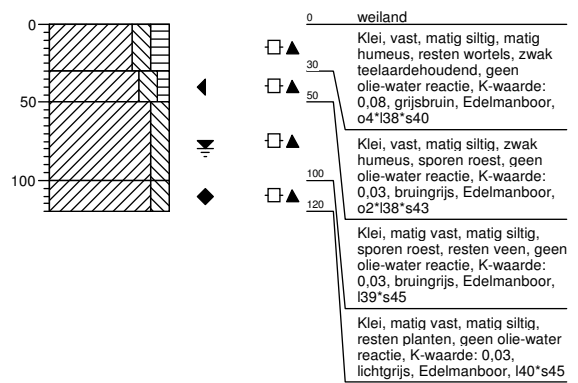 0
50
100
0
weiland
Klei, vast, matig siltig, matig
humeus, resten wortels, zwak
teelaardehoudend, geen
olie-water reactie, K-waarde:
0,08, grijsbruin, Edelmanboor,
o4*l38*s40
30
Klei, vast, matig siltig, zwak
humeus, sporen roest, geen
olie-water reactie, K-waarde:
0,03, bruingrijs, Edelmanboor,
o2*l38*s43
50
Klei, matig vast, matig siltig,
sporen roest, resten veen, geen
olie-water reactie, K-waarde:
0,03, bruingrijs, Edelmanboor,
l39*s45
100
Klei, matig vast, matig siltig,
resten planten, geen olie-water
reactie, K-waarde: 0,03,
lichtgrijs, Edelmanboor, l40*s45
120